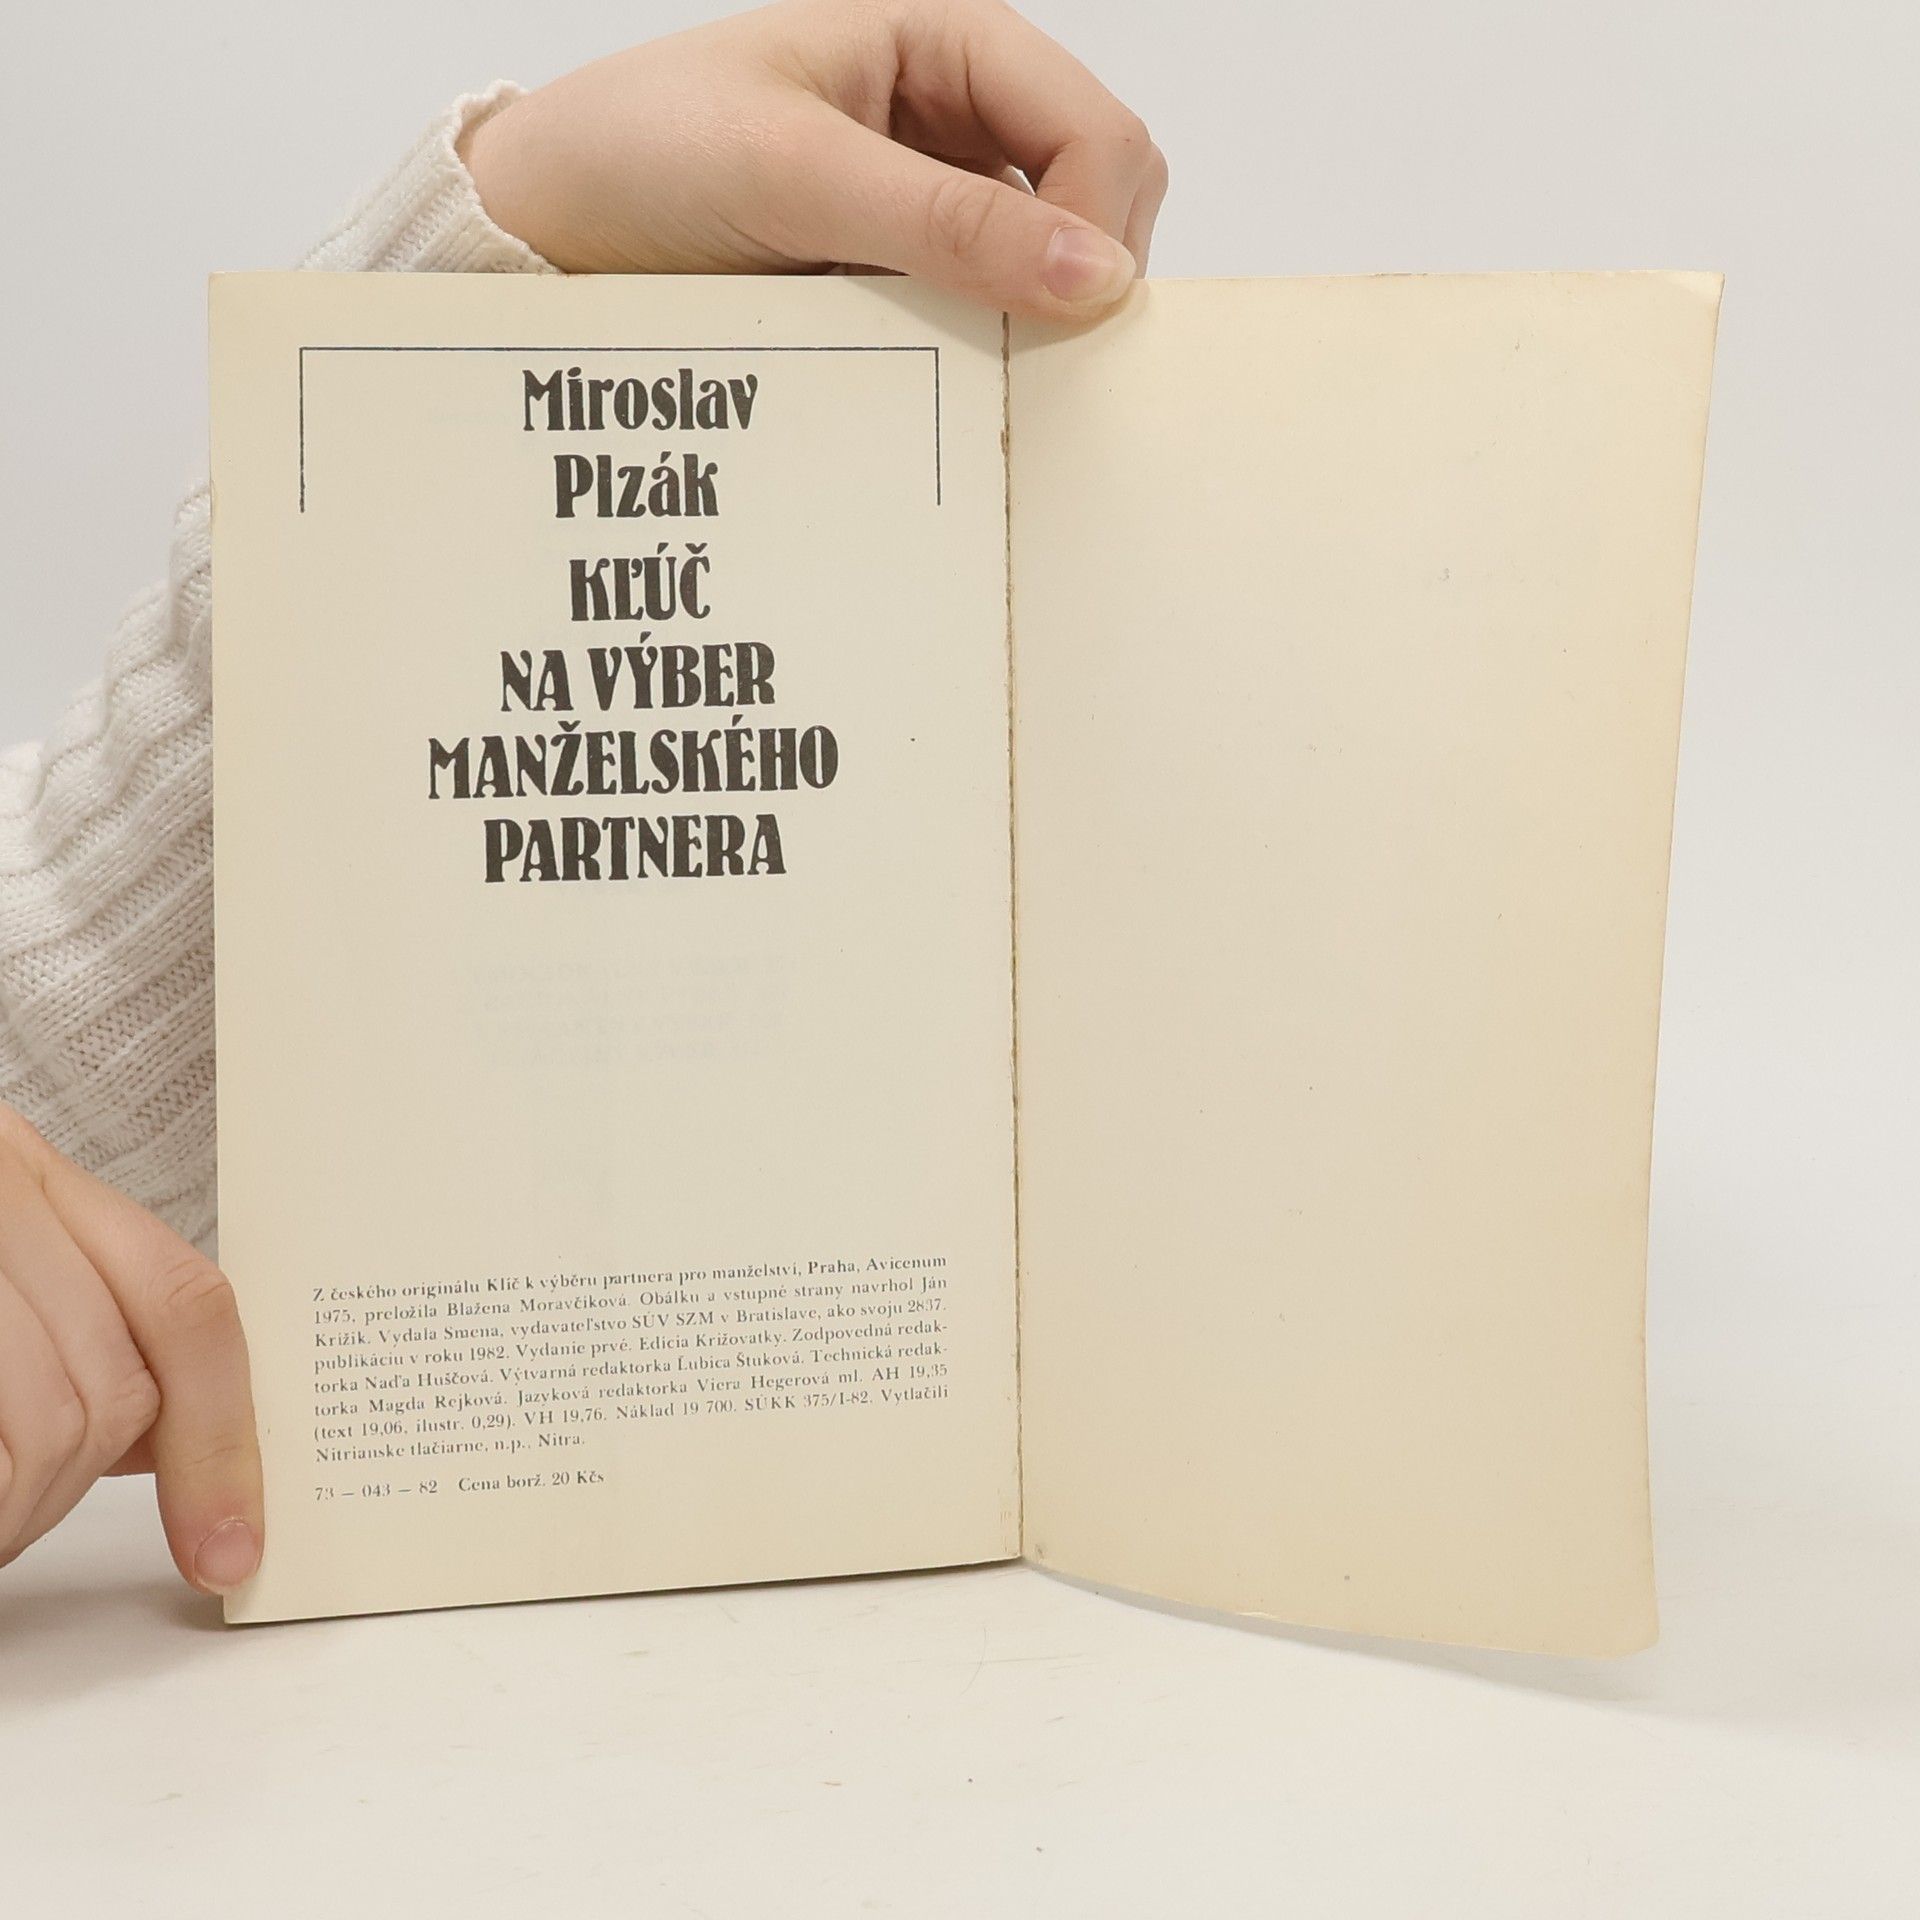 Miroslav
Plzák
KĽÚČ
NA VÝBER
MANŽELSKÉHO
PARTNERA
Z českého originálu Klíč k výběru partnera pro manželství, Praha, Avicenum
1975, preložila Blažena Moravčíková. Obálku a vstupné strany navrhol Ján
Krížik. Vydala Smena, vydavateľstvo SÚV SZM v Bratislave, ako svoju 2837.
publikáciu v roku 1982. Vydanie prvé. Edícia Križovatky. Zodpovedná redak-
torka Naďa Huščová. Výtvarná redaktorka Ľubica Štuková. Technická redak-
torka Magda Rejková. Jazyková redaktorka Viera Hegerová ml. AH 19,35
(text 19,06, ilustr. 0,29). VH 19,76. Náklad 19 700. SÚKK 375/I-82. Vytlačili
Nitrianske tlačiarne, n.p., Nitra.
73 — 043 — 82 Cena borž. 20 Kčs